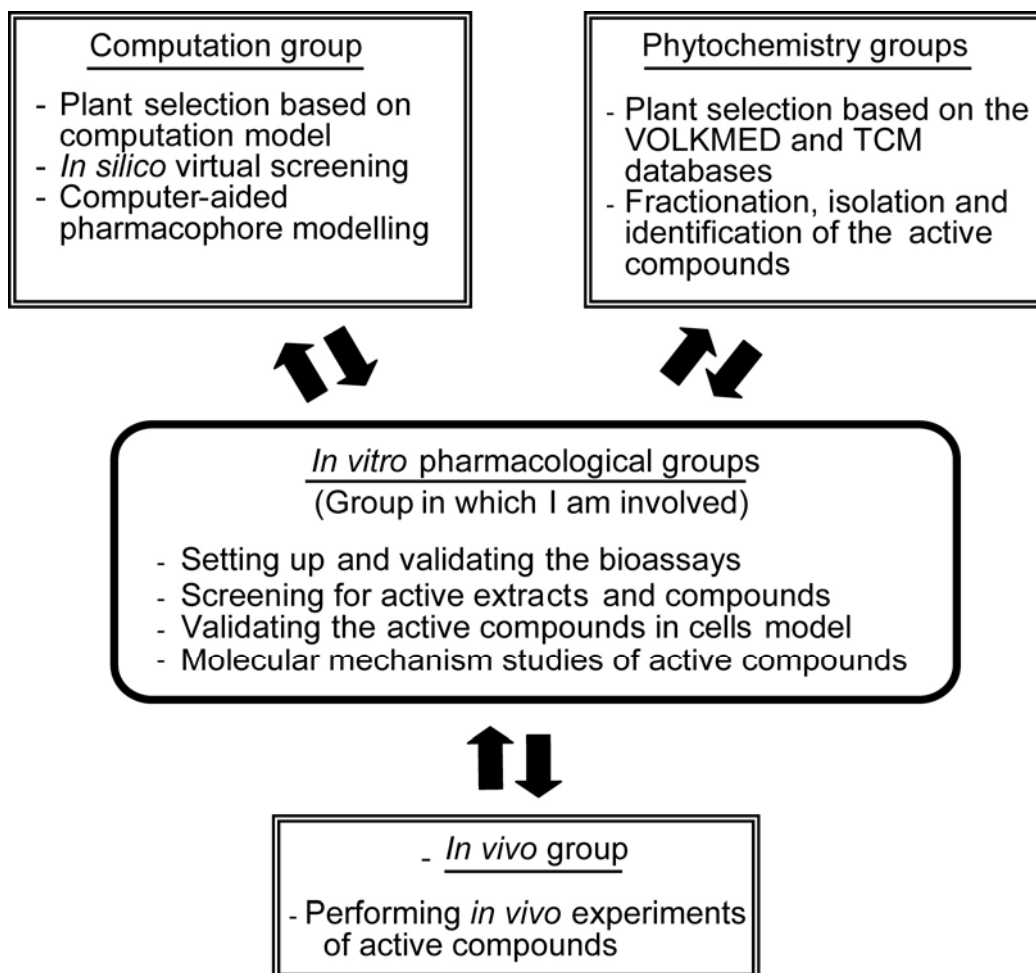 Computation group
- Plant selection based on
computation model
- In silico virtual screening
- Computer-aided
pharmacophore modelling
Phytochemistry groups
- Plant selection based on the
VOLKMED and TCM
databases
- Fractionation, isolation and
identification of the active
compounds
In vitro pharmacological groups
(Group in which I am involved)
- Setting up and validating the bioassays
- Screening for active extracts and compounds
- Validating the active compounds in cells model
- Molecular mechanism studies of active compounds
- In vivo group
- Performing in vivo experiments
of active compounds